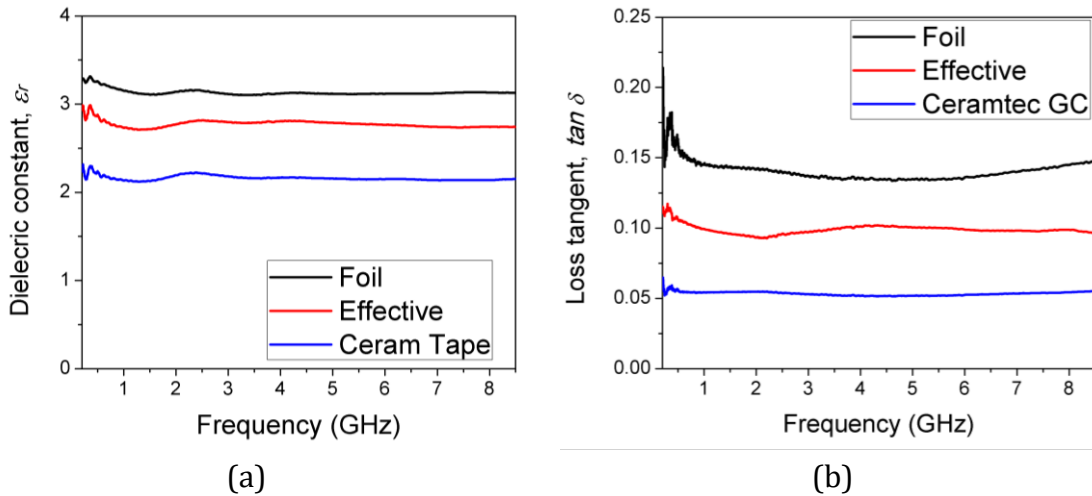 4
3
2
1
0
Dielecric constant, εr
Foil
Effective
Ceram Tape
1 2 3 4 5 6 7 8
Frequency (GHz)
(a)
0.25
0.20
0.15
0.10
0.05
0.00
Loss tangent, tan δ
Foil
Effective
Ceramtec GC
1 2 3 4 5 6 7 8
Frequency (GHz)
(b)